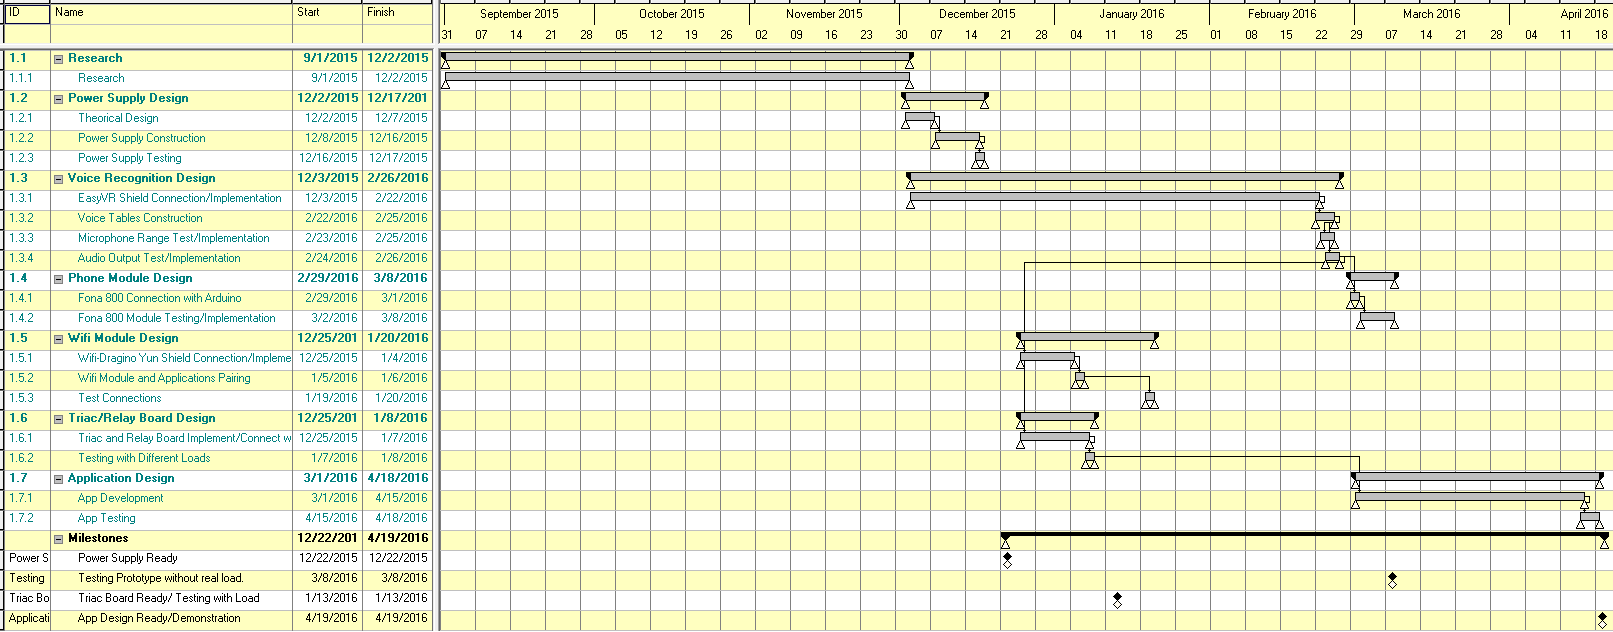 ID Name Start Finish September 2015 October 2015 November 2015 December 2015 January 2016 February 2016 March 2016 April 2016
31 07 14 21 28 05 12 19 26 02 09 16 23 30 07 14 21 28 04 11 18 25 01 08 15 22 29 07 14 21 28 04 11 18
1.1 Research 9/1/2015 12/2/2015
1.1.1 Research 9/1/2015 12/2/2015
1.2 Power Supply Design 12/2/2015 12/17/201
1.2.1 Theorical Design 12/2/2015 12/7/2015
1.2.2 Power Supply Construction 12/8/2015 12/16/2015
1.2.3 Power Supply Testing 12/16/2015 12/17/2015
1.3 Voice Recognition Design 12/3/2015 2/26/2016
1.3.1 EasyVR Shield Connection/Implementation 12/3/2015 2/22/2016
1.3.2 Voice Tables Construction 2/22/2016 2/25/2016
1.3.3 Microphone Range Test/Implementation 2/23/2016 2/25/2016
1.3.4 Audio Output Test/Implementation 2/24/2016 2/26/2016
1.4 Phone Module Design 2/29/2016 3/8/2016
1.4.1 Fona 800 Connection with Arduino 2/29/2016 3/1/2016
1.4.2 Fona 800 Module Testing/Implementation 3/2/2016 3/8/2016
1.5 Wifi Module Design 12/25/201 1/20/2016
1.5.1 Wifi-Dragino Yun Shield Connection/Impleme 12/25/2015 1/4/2016
1.5.2 Wifi Module and Applications Pairing 1/5/2016 1/6/2016
1.5.3 Test Connections 1/19/2016 1/20/2016
1.6 Triac/Relay Board Design 12/25/201 1/8/2016
1.6.1 Triac and Relay Board Implement/Connect w 12/25/2015 1/7/2016
1.6.2 Testing with Different Loads 1/7/2016 1/8/2016
1.7 Application Design 3/1/2016 4/18/2016
1.7.1 App Development 3/1/2016 4/15/2016
1.7.2 App Testing 4/15/2016 4/18/2016
Milestones 12/22/201 4/19/2016
Power S Power Supply Ready 12/22/2015 12/22/2015
Testing Testing Prototype without real load. 3/8/2016 3/8/2016
Triac Bo Triac Board Ready/ Testing with Load 1/13/2016 1/13/2016
Applicati App Design Ready/Demonstration 4/19/2016 4/19/2016